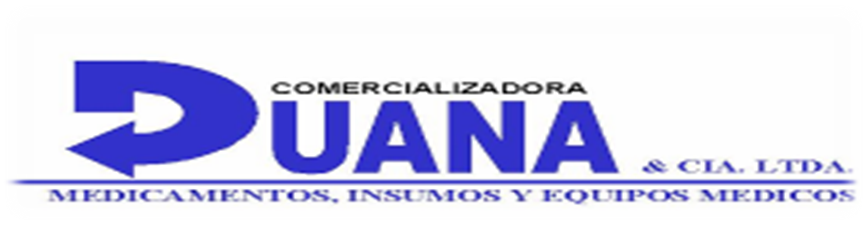 COMERCIALIZADORA
DUANA & CIA. LTDA.
MEDICAMENTOS, INSUMOS Y EQUIPOS MEDICOS